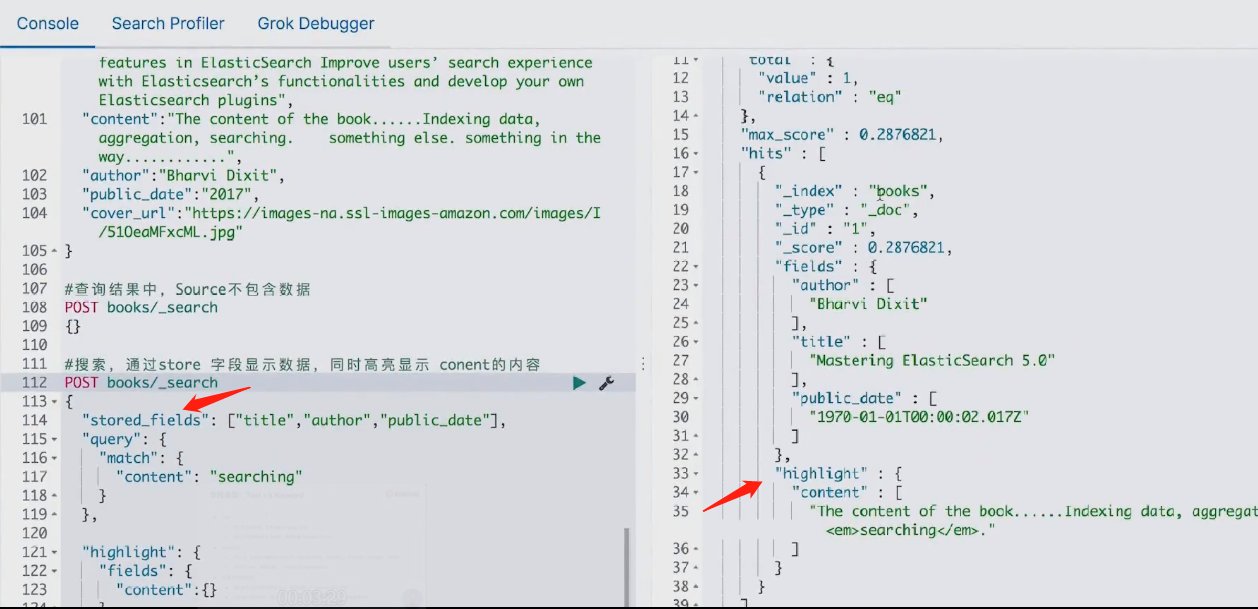 Console Search Profiler Grok Debugger
features in ElasticSearch Improve users’ search experience
with Elasticsearch’s functionalities and develop your own
Elasticsearch plugins",
101 "content":"The content of the book......Indexing data,
aggregation, searching. something else. something in the
way............",
102 "author":"Bharvi Dixit",
103 "public_date":"2017",
104 "cover_url":"https://images-na.ssl-images-amazon.com/images/I
/51OeaMFxcML.jpg"
105 }
106
107 #查询结果中，Source不包含数据
108 POST books/_search
109 {}
110
111 #搜索，通过store 字段显示数据，同时高亮显示 conent的内容
112 POST books/_search
113 {
114 "stored_fields": ["title","author","public_date"],
115 "query": {
116 "match": {
117 "content": "searching"
118 }
119 },
120
121 "highlight": {
122 "fields": {
123 "content":{}
124
11 "total" : {
12 "value" : 1,
13 "relation" : "eq"
14 },
15 "max_score" : 0.2876821,
16 "hits" : [
17 {
18 "_index" : "books",
19 "_type" : "_doc",
20 "_id" : "1",
21 "_score" : 0.2876821,
22 "fields" : {
23 "author" : [
24 "Bharvi Dixit"
25 ],
26 "title" : [
27 "Mastering ElasticSearch 5.0"
28 ],
29 "public_date" : [
30 "1970-01-01T00:00:02.017Z"
31 ]
32 },
33 "highlight" : {
34 "content" : [
35 "The content of the book......Indexing data, aggregat
<em>searching</em>."
36 ]
37 }
38 }
39 ]